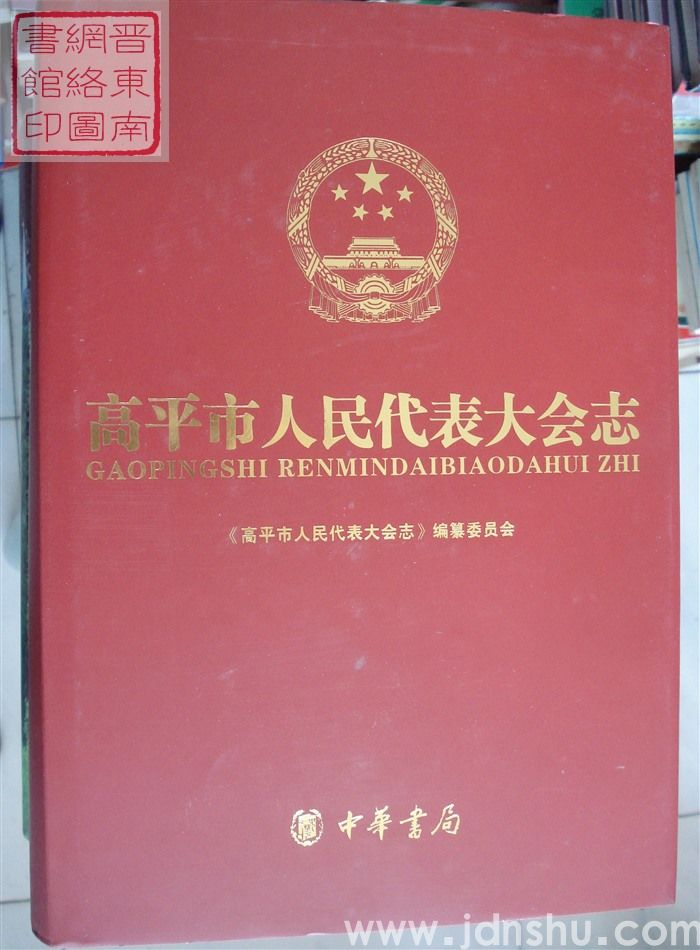 晋東南
網絡圖
書館印
高平市人民代表大会志
GAOPINGSHI RENMINDAIBIAODAHUI ZHI
《高平市人民代表大会志》编纂委员会
中華書局
www.jdnshu.com